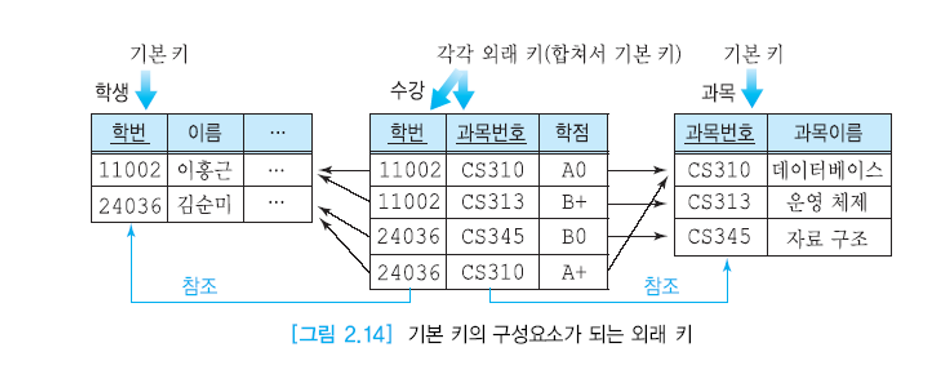 기본 키 각각 외래 키(합쳐서 기본 키) 기본 키
학생 수강 과목
학번 이름 … 학번 과목번호 학점 과목번호 과목이름
11002 이홍근 … 11002 CS310 A0 CS310 데이터베이스
24036 김순미 … 11002 CS313 B+ CS313 운영 체제
24036 CS345 B0 CS345 자료 구조
24036 CS310 A+
참조 참조
[그림 2.14] 기본 키의 구성요소가 되는 외래 키